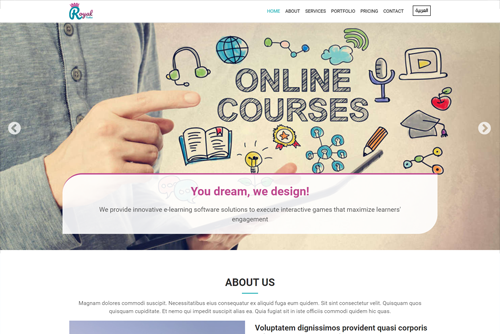 Royal
HOME ABOUT SERVICES PORTFOLIO PRICING CONTACT العربية
ONLINE
COURSES
You dream, we design!
We provide innovative e-learning software solutions to execute interactive games that maximize learners'
engagement
ABOUT US
Magnam dolores commodi suscipit. Necessitatibus eius consequatur ex aliquid fuga eum quidem. Sit sint consectetur velit. Quisquam quos
quisquam cupiditate. Et nemo qui impedit suscipit alias ea. Quia fugiat sit in iste officiis commodi quidem hic quas.
Voluptatem dignissimos provident quasi corporis